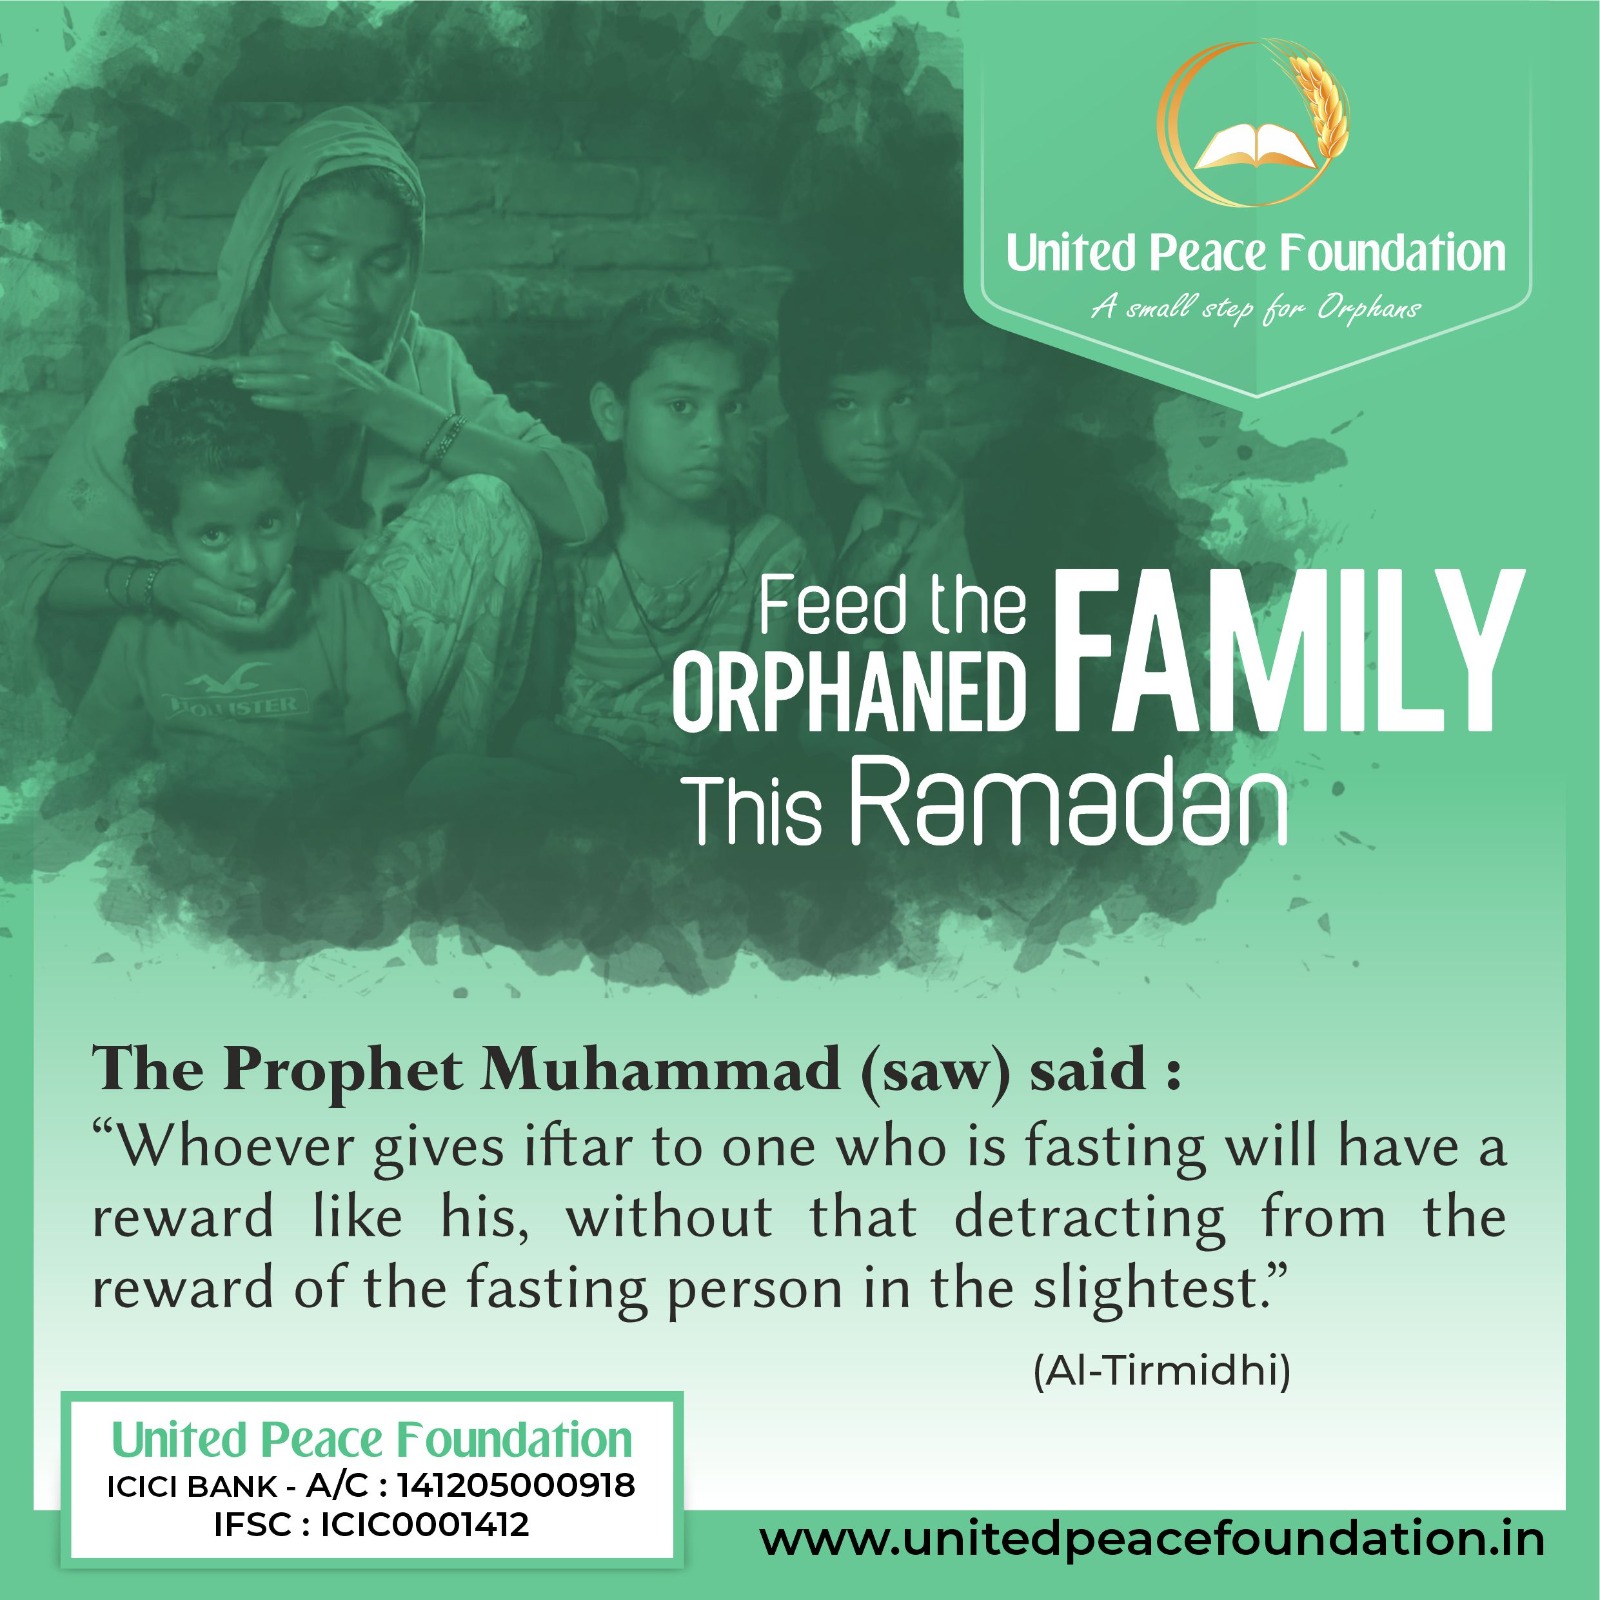 United Peace Foundation
A small step for Orphans
Feed the
ORPHANED FAMILY
This Ramadan
HOLLISTER
The Prophet Muhammad (saw) said :
“Whoever gives iftar to one who is fasting will have a
reward like his, without that detracting from the
reward of the fasting person in the slightest.”
(Al-Tirmidhi)
United Peace Foundation
ICICI BANK - A/C : 141205000918
IFSC : ICIC0001412
www.unitedpeacefoundation.in